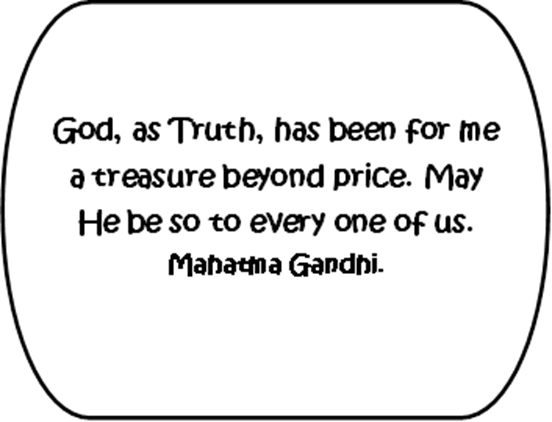 God, as Truth, has been for me
a treasure beyond price. May
He be so to every one of us.
Mahatma Gandhi.